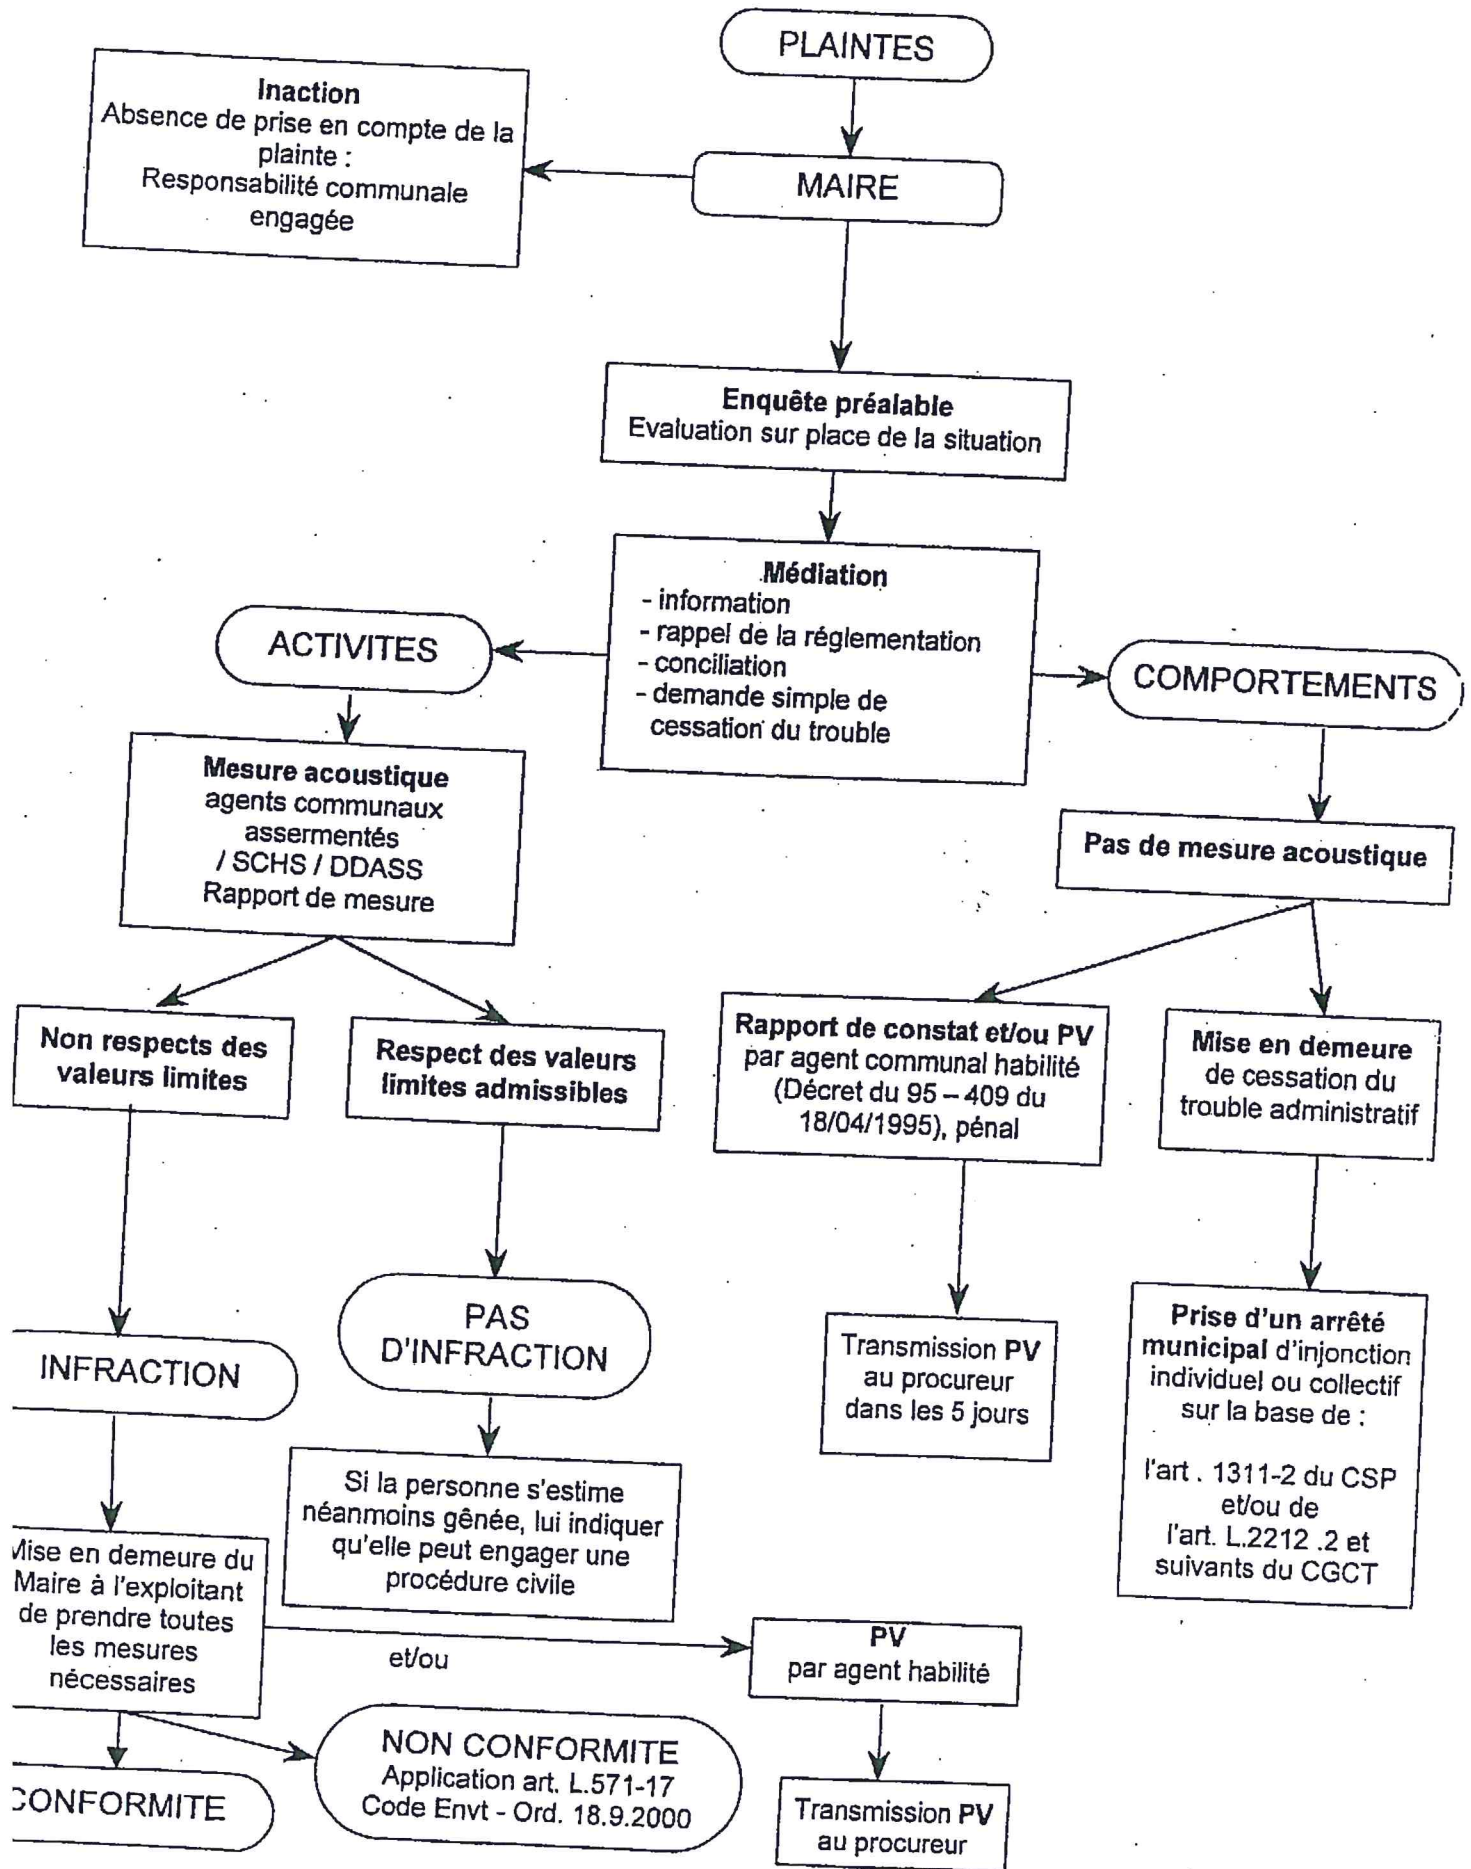 PLAINTES
Inaction
Absence de prise en compte de la
plainte :
Responsabilité communale
engagée
MAIRE
Enquête préalable
Evaluation sur place de la situation
Médiation
- information
- rappel de la réglementation
- conciliation
- demande simple de
cessation du trouble
ACTIVITES
COMPORTEMENTS
Mesure acoustique
agents communaux
assermentés
/ SCHS / DDASS
Rapport de mesure
Pas de mesure acoustique
Non respects des
valeurs limites
Respect des valeurs
limites admissibles
Rapport de constat et/ou PV
par agent communal habilité
(Décret du 95 – 409 du
18/04/1995), pénal
Mise en demeure
de cessation du
trouble administratif
INFRACTION
PAS
D'INFRACTION
Transmission PV
au procureur
dans les 5 jours
Prise d'un arrêté
municipal d'injonction
individuel ou collectif
sur la base de :
l'art . 1311-2 du CSP
et/ou de
l'art. L.2212 .2 et
suivants du CGCT
Si la personne s'estime
néanmoins gênée, lui indiquer
qu'elle peut engager une
procédure civile
Mise en demeure du
Maire à l'exploitant
de prendre toutes
les mesures
nécessaires
et/ou
PV
par agent habilité
NON CONFORMITE
Application art. L.571-17
Code Envt - Ord. 18.9.2000
CONFORMITE
Transmission PV
au procureur